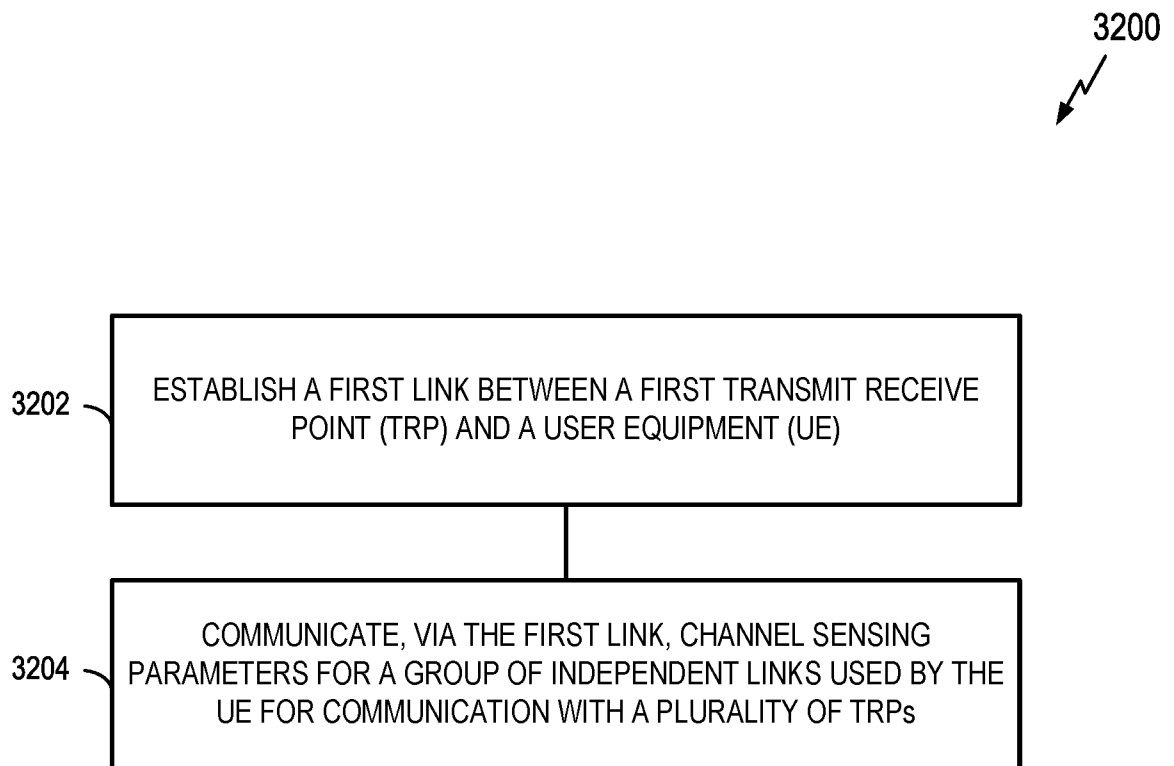 3200
3202
ESTABLISH A FIRST LINK BETWEEN A FIRST TRANSMIT RECEIVE
POINT (TRP) AND A USER EQUIPMENT (UE)
3204
COMMUNICATE, VIA THE FIRST LINK, CHANNEL SENSING
PARAMETERS FOR A GROUP OF INDEPENDENT LINKS USED BY THE
UE FOR COMMUNICATION WITH A PLURALITY OF TRPs